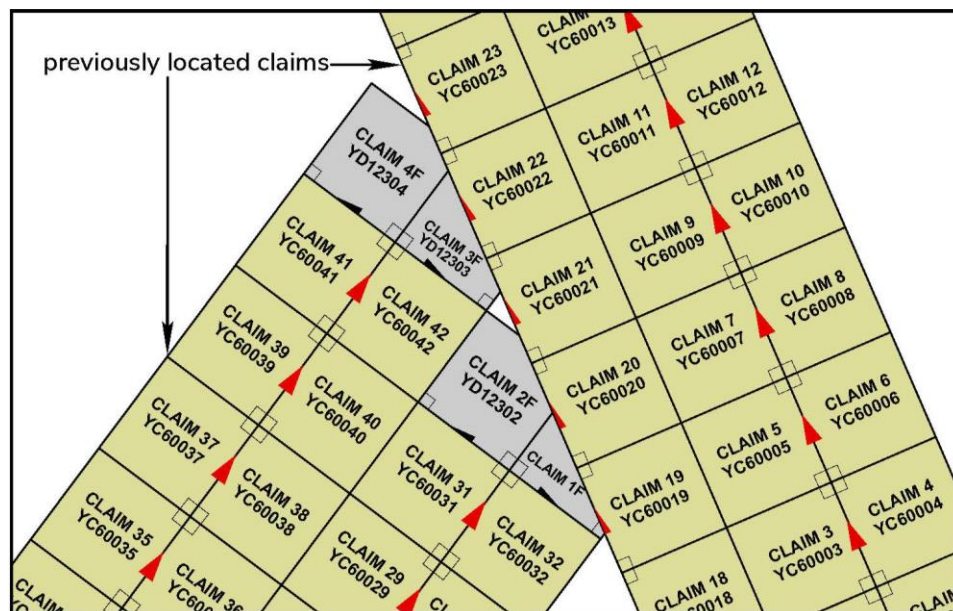 previously located claims
CLAIM 4F
YD12304
CLAIM 3F
YD12303
CLAIM 2F
YD12302
CLAIM 1F
CLAIM 41
YC60041
CLAIM 42
YC60042
CLAIM 39
YC60039
CLAIM 40
YC60040
CLAIM 37
YC60037
CLAIM 38
YC60038
CLAIM 35
YC60035
CLAIM 36
CLAIM
CLAIM 31
YC60031
CLAIM 32
YC60032
CLAIM 29
YC60029
CLAIM 23
YC60023
CLAIM 22
YC60022
CLAIM 21
YC60021
CLAIM 20
YC60020
CLAIM 19
YC60019
CLAIM 18
CLAIM
YC60013
CLAIM 12
YC60012
CLAIM 11
YC60011
CLAIM 10
YC60010
CLAIM 9
YC60009
CLAIM 8
YC60008
CLAIM 7
YC60007
CLAIM 6
YC60006
CLAIM 5
YC60005
CLAIM 4
YC60004
CLAIM 3
YC60003
CLAIM